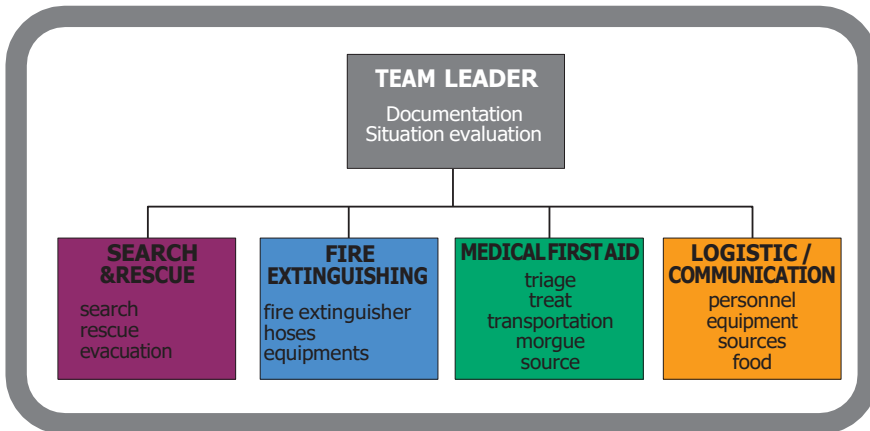 TEAM LEADER
Documentation
Situation evaluation
SEARCH
&RESCUE
search
rescue
evacuation
FIRE
EXTINGUISHING
fire extinguisher
hoses
equipments
MEDICAL FIRST AID
triage
treat
transportation
morgue
source
LOGISTIC /
COMMUNICATION
personnel
equipment
sources
food